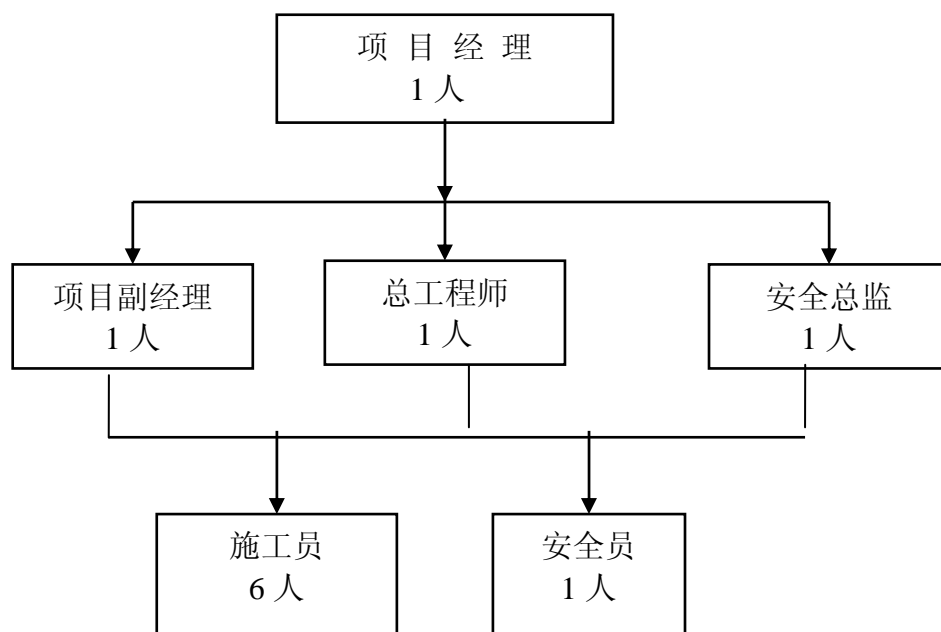 项 目 经 理
1 人
项目副经理
1 人
总工程师
1 人
安全总监
1 人
施工员
6 人
安全员
1 人